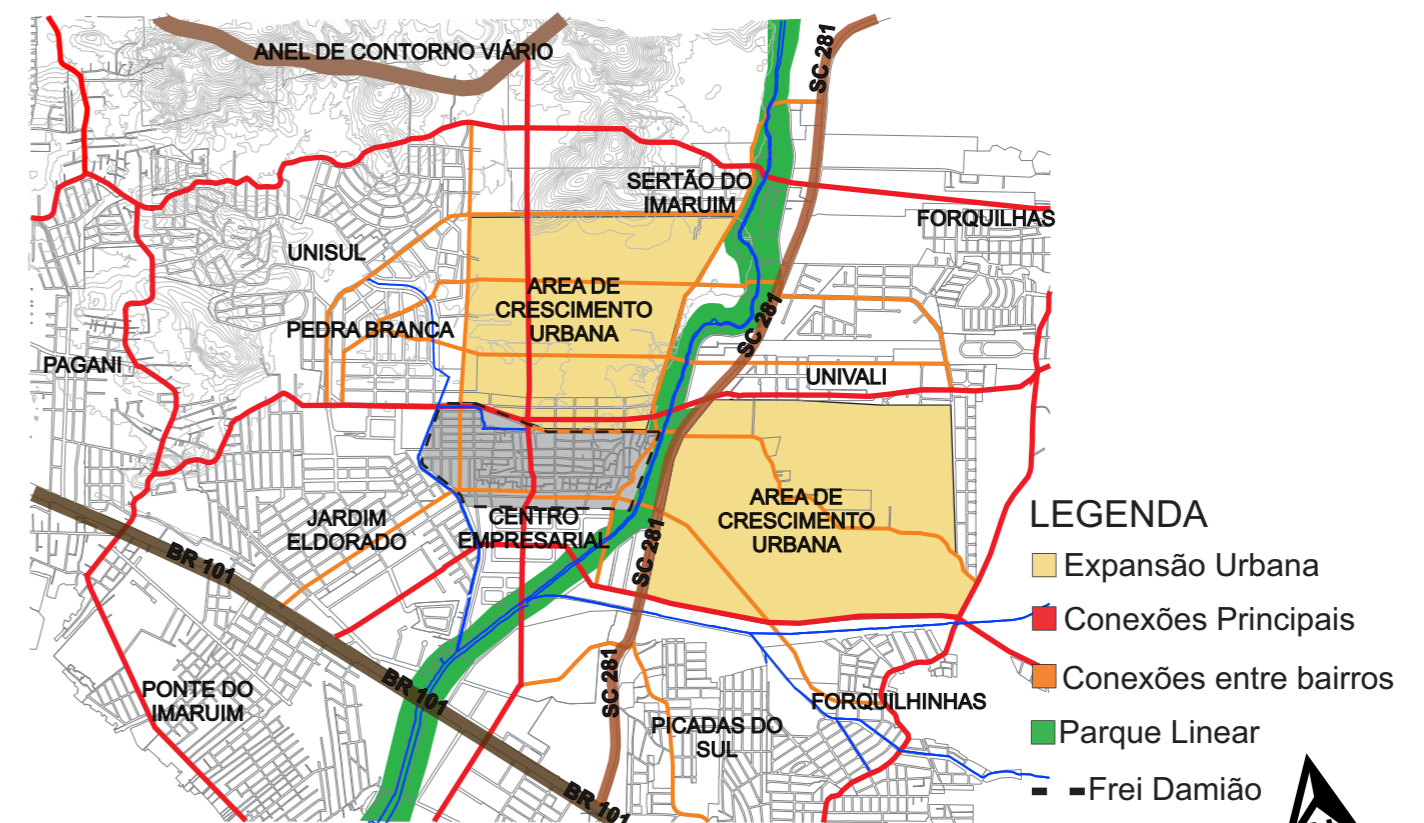 ANEL DE CONTORNO VIÁRIO
SC 281
SERTÃO DO
IMARUIM
FORQUILHAS
UNISUL
AREA DE
CRESCIMENTO
URBANA
PEDRA BRANCA
SC 281
PAGANI
UNIVALI
AREA DE
CRESCIMENTO
URBANA
JARDIM
ELDORADO
CENTRO
EMPRESARIAL
BR 101
SC 281
PONTE DO
IMARUIM
BR 101
SC 281
FORQUILHINHAS
PICADAS DO
SUL
BR 101
LEGENDA
Expansão Urbana
Conexões Principais
Conexões entre bairros
Parque Linear
Frei Damião